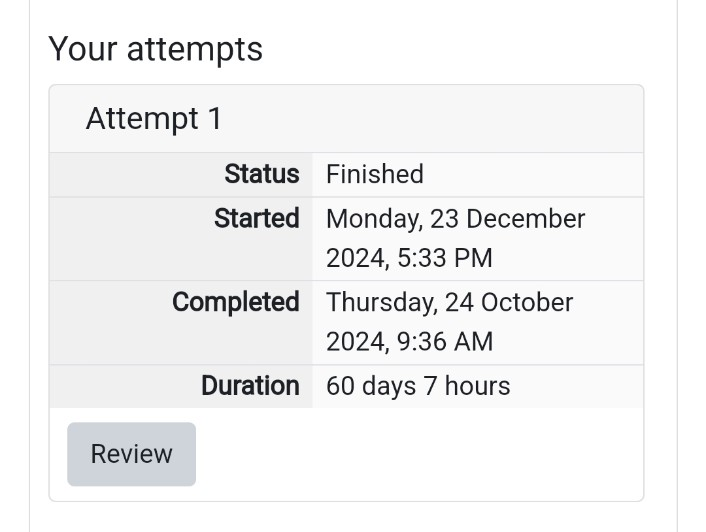 Your attempts
Attempt 1
Status Finished
Started Monday, 23 December
2024, 5:33 PM
Completed Thursday, 24 October
2024, 9:36 AM
Duration 60 days 7 hours
Review